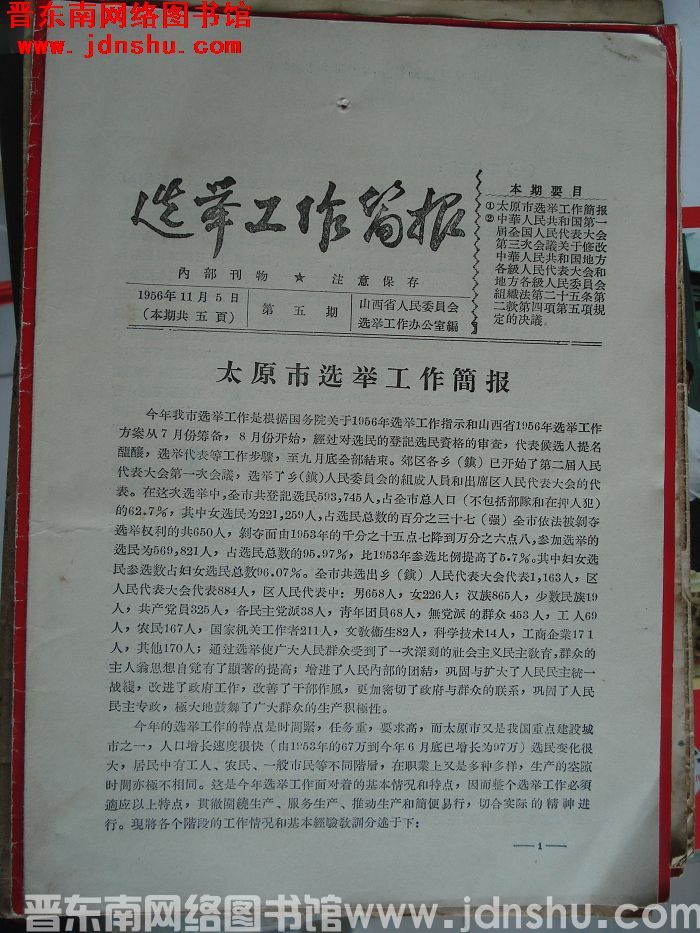 晋东南网络图书馆
www.jdnshu.com
选举工作简报
內部刊物 ★ 注意保存
1956年11月5日
（本期共五頁）
第五期
山西省人民委員会
选举工作办公室編
本期要目
①太原市选举工作簡报
②中華人民共和国第一
届全国人民代表大会
第三次会議关于修改
中華人民共和国地方
各級人民代表大会和
地方各級人民委員会
組織法第二十五条第
二款第四項第五項規
定的决議。
太原市选举工作簡报
今年我市选举工作是根据国务院关于1956年选举工作指示和山西省1956年选举工作
方案从7月份筹备，8月份开始，經过对选民的登記选民資格的审查，代表候选人提名
醞釀，选举代表等工作步驟，至九月底全部結束。郊区各乡（鎭）已开始了第二届人民
代表大会第一次会議，选举了乡(鎭)人民委員会的組成人員和出席区人民代表大会的代
表。在这次选举中,全市共登記选民593,745人,占全市总人口（不包括部隊和在押人犯）
的62.7%，其中女选民为221,259人,占选民总数的百分之三十七（强）全市依法被剝夺
选举权利的共650人，剝夺面由1953年的千分之十五点七降到万分之六点八,参加选举的
选民为569,821人，占选民总数的95.97%，比1953年参选比例提高了5.7%。其中妇女选
民参选数占妇女选民总数96.07%。全市共选出乡（鎭）人民代表大会代表1,163人，区
人民代表大会代表884人，区人民代表中：男658人，女226人；汉族865人，少数民族19
人，共产党員325人，各民主党派38人，青年团員68人，無党派的群众453人，工人69
人，农民167人，国家机关工作者211人，文敎衞生82人，科学技术14人，工商企業171
人，其他170人；通过选举使广大人民群众受到了一次深刻的社会主义民主敎育,群众的
主人翁思想自覚有了顯著的提高；增进了人民內部的团結，巩固与扩大了人民民主統一
战綫，改进了政府工作，改善了干部作風，更加密切了政府与群众的联系，巩固了人民
民主专政，極大地鼓舞了广大群众的生产积極性。
今年的选举工作的特点是时間緊，任务重，要求高，而太原市又是我国重点建設城
市之一，人口增长速度很快（由1953年的67万到今年6月底已增长为97万）选民变化很
大，居民中有工人、农民、一般市民等不同階層，在职業上又是多种多样，生产的空隙
时間亦極不相同。这是今年选举工作面对着的基本情况和特点，因而整个选举工作必須
適应以上特点，貫徹圍繞生产、服务生产、推动生产和簡便易行，切合实际的精神进
行。現將各个階段的工作情况和基本經驗敎訓分述于下：
—1—
晋东南网络图书馆 www.jdnshu.com